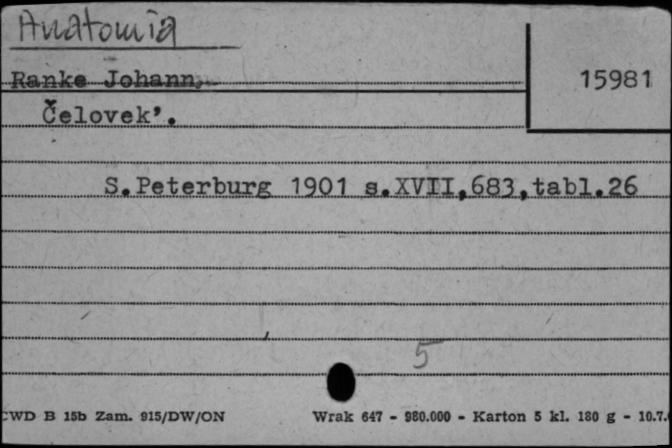 Anatomia
Ranke Johann,
15981
Čelovek'.
S.Peterburg 1901 s.XVII,683,tabl.26
5
CWD B 15b Zam. 915/DW/ON Wrak 647 - 980.000 - Karton 5 kl. 180 g - 10.7.